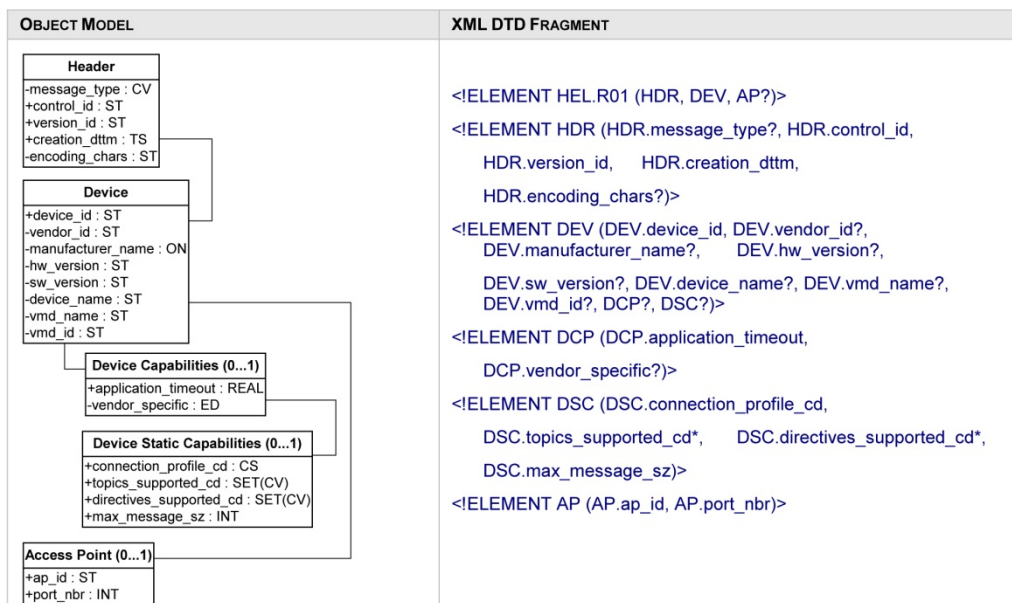 OBJECT MODEL
Header
-message_type : CV
+control_id : ST
+version_id : ST
+creation_dttm : TS
-encoding_chars : ST
Device
+device_id : ST
-vendor_id : ST
-manufacturer_name : ON
-hw_version : ST
-sw_version : ST
-device_name : ST
-vmd_name : ST
-vmd_id : ST
Device Capabilities (0...1)
+application_timeout : REAL
-vendor_specific : ED
Device Static Capabilities (0...1)
+connection_profile_cd : CS
+topics_supported_cd : SET(CV)
+directives_supported_cd : SET(CV)
+max_message_sz : INT
Access Point (0...1)
+ap_id : ST
+port_nbr : INT
XML DTD FRAGMENT
<!ELEMENT HEL.R01 (HDR, DEV, AP?)>
<!ELEMENT HDR (HDR.message_type?, HDR.control_id,
HDR.version_id, HDR.creation_dttm,
HDR.encoding_chars?)>
<!ELEMENT DEV (DEV.device_id, DEV.vendor_id?,
DEV.manufacturer_name?, DEV.hw_version?,
DEV.sw_version?, DEV.device_name?, DEV.vmd_name?,
DEV.vmd_id?, DCP?, DSC?)>
<!ELEMENT DCP (DCP.application_timeout,
DCP.vendor_specific?)>
<!ELEMENT DSC (DSC.connection_profile_cd,
DSC.topics_supported_cd*, DSC.directives_supported_cd*,
DSC.max_message_sz)>
<!ELEMENT AP (AP.ap_id, AP.port_nbr)>